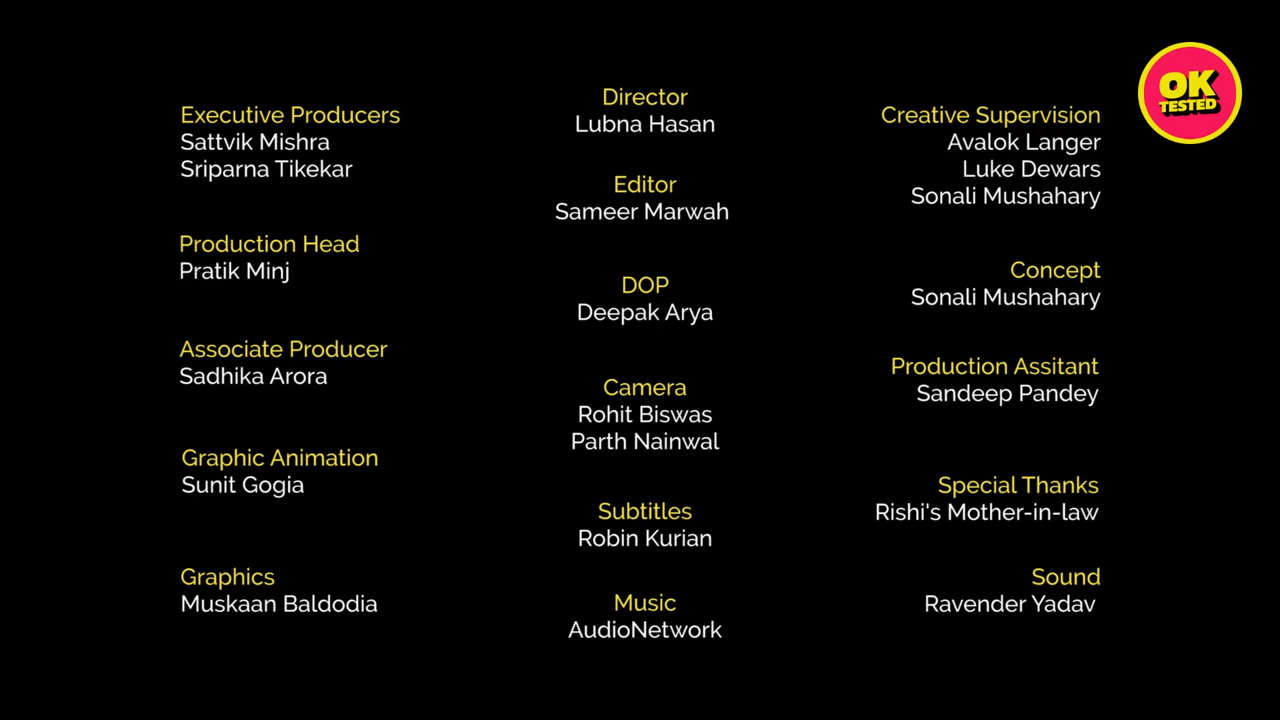 Executive Producers
Sattvik Mishra
Sriparna Tikekar
Production Head
Pratik Minj
Associate Producer
Sadhika Arora
Graphic Animation
Sunit Gogia
Graphics
Muskaan Baldodia
Director
Lubna Hasan
Editor
Sameer Marwah
DOP
Deepak Arya
Camera
Rohit Biswas
Parth Nainwal
Subtitles
Robin Kurian
Music
AudioNetwork
Creative Supervision
Avalok Langer
Luke Dewars
Sonali Mushahary
Concept
Sonali Mushahary
Production Assitant
Sandeep Pandey
Special Thanks
Rishi's Mother-in-law
Sound
Ravender Yadav
OK
TESTED